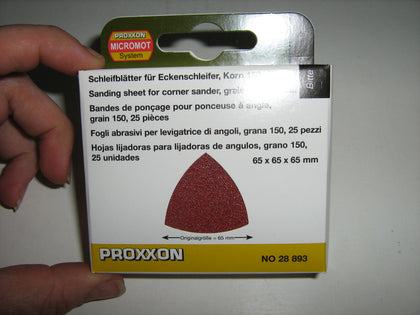 PROXXON
MICROMOT
System
Schleifblätter für Eckenschleifer, Korn 150
Sanding sheet for corner sander,
Bandes de ponçage pour ponceuse à angle,
grain 150, 25 pièces
Fogli abrasivi per levigatrice di angoli, grana 150, 25 pezzi
Hojas lijadoras para lijadoras de angulos, grano 150,
25 unidades
65 x 65 x 65 mm
Bitte
Originalgröße = 65 mm
PROXXON
NO 28 893